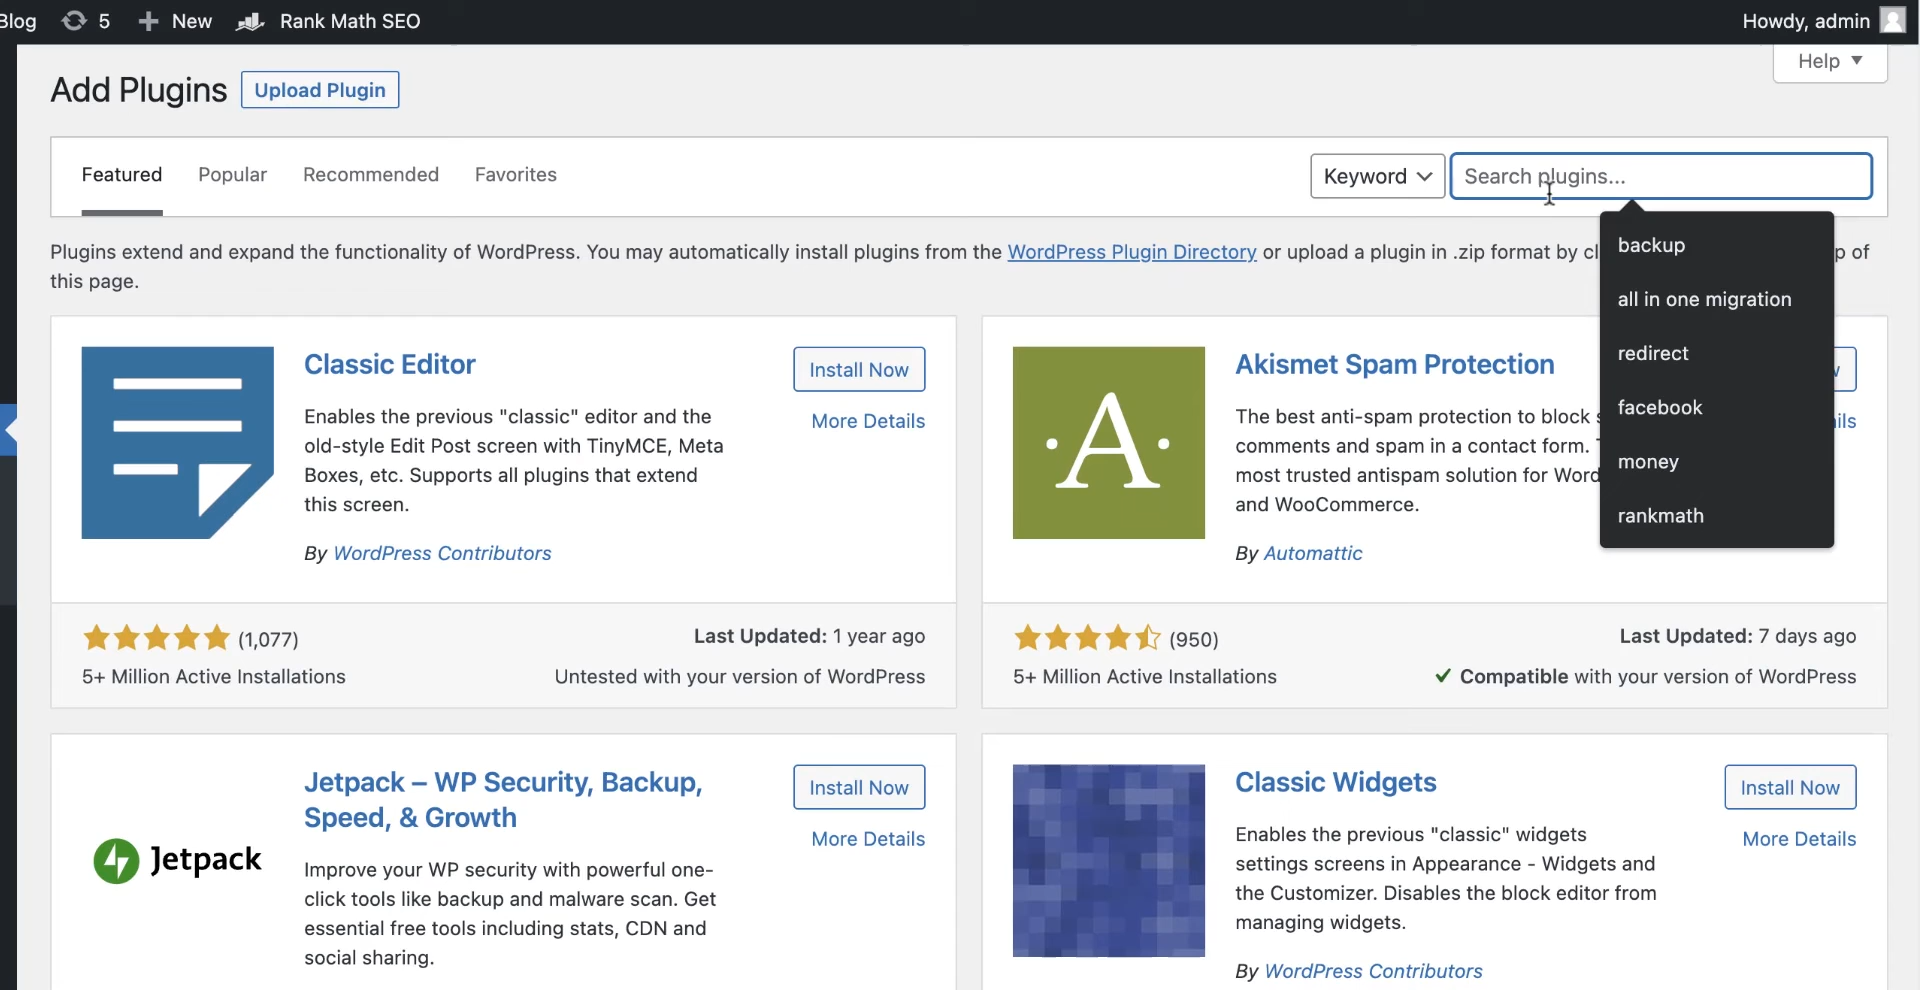 Blog 5 New Rank Math SEO Howdy, admin
Help
Add Plugins Upload Plugin
Featured Popular Recommended Favorites Keyword Search plugins...
Plugins extend and expand the functionality of WordPress. You may automatically install plugins from the WordPress Plugin Directory or upload a plugin in .zip format by cl p of
this page.
backup
all in one migration
redirect
facebook
money
rankmath
Classic Editor
Install Now
More Details
Enables the previous "classic" editor and the
old-style Edit Post screen with TinyMCE, Meta
Boxes, etc. Supports all plugins that extend
this screen.
By WordPress Contributors
(1,077)
Last Updated: 1 year ago
5+ Million Active Installations
Untested with your version of WordPress
A
Akismet Spam Protection
w
ils
The best anti-spam protection to block s
comments and spam in a contact form. T
most trusted antispam solution for Word
and WooCommerce.
By Automattic
(950)
Last Updated: 7 days ago
5+ Million Active Installations
Compatible with your version of WordPress
Jetpack
Jetpack – WP Security, Backup,
Speed, & Growth
Install Now
More Details
Improve your WP security with powerful one-
click tools like backup and malware scan. Get
essential free tools including stats, CDN and
social sharing.
Classic Widgets
Install Now
More Details
Enables the previous "classic" widgets
settings screens in Appearance - Widgets and
the Customizer. Disables the block editor from
managing widgets.
By WordPress Contributors